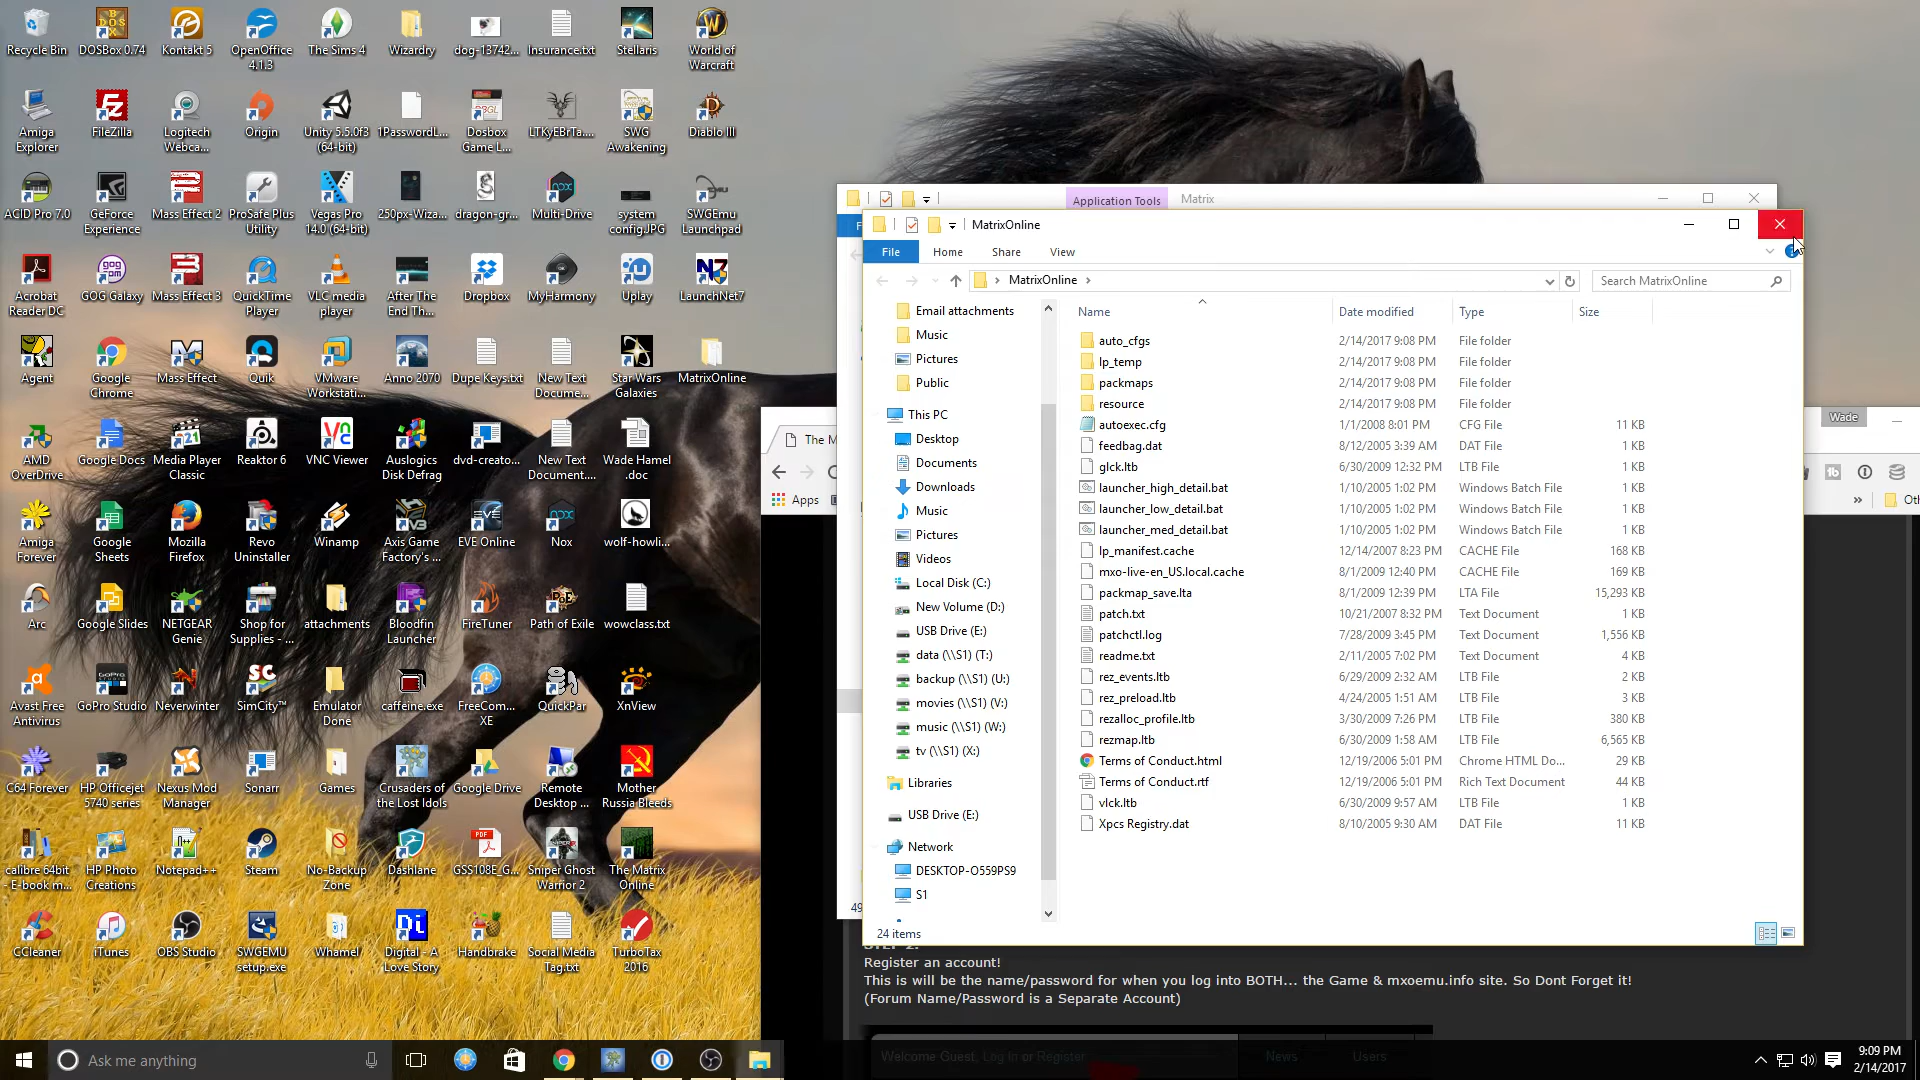 Recycle Bin
DOSBox 0.74
Kontakt 5
OpenOffice 4.1.3
The Sims 4
Wizardry
dog-13742...
Insurance.txt
Stellaris
World of Warcraft
Amiga Explorer
FileZilla
Logitech Webca...
Origin
Unity 5.5.0f3 (64-bit)
1PasswordL...
Dosbox Game L...
LTKyEBrTa....
SWG Awakening
Diablo III
ACID Pro 7.0
GeForce Experience
Mass Effect 2
ProSafe Plus Utility
Vegas Pro 14.0 (64-bit)
250px-Wiza...
dragon-gr...
Multi-Drive
system config.JPG
SWGEmu Launchpad
Acrobat Reader DC
GOG Galaxy
Mass Effect 3
QuickTime Player
VLC media player
After The End Th...
Dropbox
MyHarmony
Uplay
LaunchNet7
Agent
Google Chrome
Mass Effect
Quik
VMware Workstati...
Anno 2070
Dupe Keys.txt
New Text Docume...
Star Wars Galaxies
MatrixOnline
AMD OverDrive
Google Docs
Media Player Classic
Reaktor 6
VNC Viewer
Auslogics Disk Defrag
dvd-creato...
New Text Document....
Wade Hamel .doc
Amiga Forever
Google Sheets
Mozilla Firefox
Revo Uninstaller
Winamp
Axis Game Factory's ...
EVE Online
Nox
wolf-howli...
Arc
Google Slides
NETGEAR Genie
Shop for Supplies - ...
attachments
Bloodfin Launcher
FireTuner
Path of Exile
wowclass.txt
Avast Free Antivirus
GoPro Studio
Neverwinter
SimCity™
Emulator Done
caffeine.exe
FreeCom... XE
QuickPar
XnView
C64 Forever
HP Officejet 5740 series
Nexus Mod Manager
Sonarr
Games
Crusaders of the Lost Idols
Google Drive
Remote Desktop ...
Mother Russia Bleeds
calibre 64bit - E-book m...
HP Photo Creations
Notepad++
Steam
No-Backup Zone
Dashlane
GSS108E_G...
Sniper Ghost Warrior 2
The Matrix Online
CCleaner
iTunes
OBS Studio
SWGEMU setup.exe
Whamel
Digital - A Love Story
Handbrake
Social Media Tag.txt
TurboTax 2016
Application Tools
Matrix
MatrixOnline
File
Home
Share
View
MatrixOnline
Search MatrixOnline
Email attachments
Music
Pictures
Public
This PC
Desktop
Documents
Downloads
Music
Pictures
Videos
Local Disk (C:)
New Volume (D:)
USB Drive (E:)
data (\\S1) (T:)
backup (\\S1) (U:)
movies (\\S1) (V:)
music (\\S1) (W:)
tv (\\S1) (X:)
Libraries
USB Drive (E:)
Network
DESKTOP-O559PS9
S1
Name Date modified Type Size
auto_cfgs 2/14/2017 9:08 PM File folder
lp_temp 2/14/2017 9:08 PM File folder
packmaps 2/14/2017 9:08 PM File folder
resource 2/14/2017 9:08 PM File folder
autoexec.cfg 1/1/2008 8:01 PM CFG File 11 KB
feedbag.dat 8/12/2005 3:39 AM DAT File 1 KB
glck.ltb 6/30/2009 12:32 PM LTB File 1 KB
launcher_high_detail.bat 1/10/2005 1:02 PM Windows Batch File 1 KB
launcher_low_detail.bat 1/10/2005 1:02 PM Windows Batch File 1 KB
launcher_med_detail.bat 1/10/2005 1:02 PM Windows Batch File 1 KB
lp_manifest.cache 12/14/2007 8:23 PM CACHE File 168 KB
mxo-live-en_US.local.cache 8/1/2009 12:40 PM CACHE File 169 KB
packmap_save.lta 8/1/2009 12:39 PM LTA File 15,293 KB
patch.txt 10/21/2007 8:32 PM Text Document 1 KB
patchctl.log 7/28/2009 3:45 PM Text Document 1,556 KB
readme.txt 2/11/2005 7:02 PM Text Document 4 KB
rez_events.ltb 6/29/2009 2:32 AM LTB File 2 KB
rez_preload.ltb 4/24/2005 1:51 AM LTB File 3 KB
rezalloc_profile.ltb 3/30/2009 7:26 PM LTB File 380 KB
rezmap.ltb 6/30/2009 1:58 AM LTB File 6,565 KB
Terms of Conduct.html 12/19/2006 5:01 PM Chrome HTML Do... 29 KB
Terms of Conduct.rtf 12/19/2006 5:01 PM Rich Text Document 44 KB
vlck.ltb 6/30/2009 9:57 AM LTB File 1 KB
Xpcs Registry.dat 8/10/2005 9:30 AM DAT File 11 KB
24 items
49
The M
Apps
Wade
Ot
STEP 2:
Register an account!
This is will be the name/password for when you log into BOTH... the Game & mxoemu.info site. So Dont Forget it!
(Forum Name/Password is a Separate Account)
Welcome Guest, Log In or Register
News
Users
Ask me anything
9:09 PM
2/14/2017